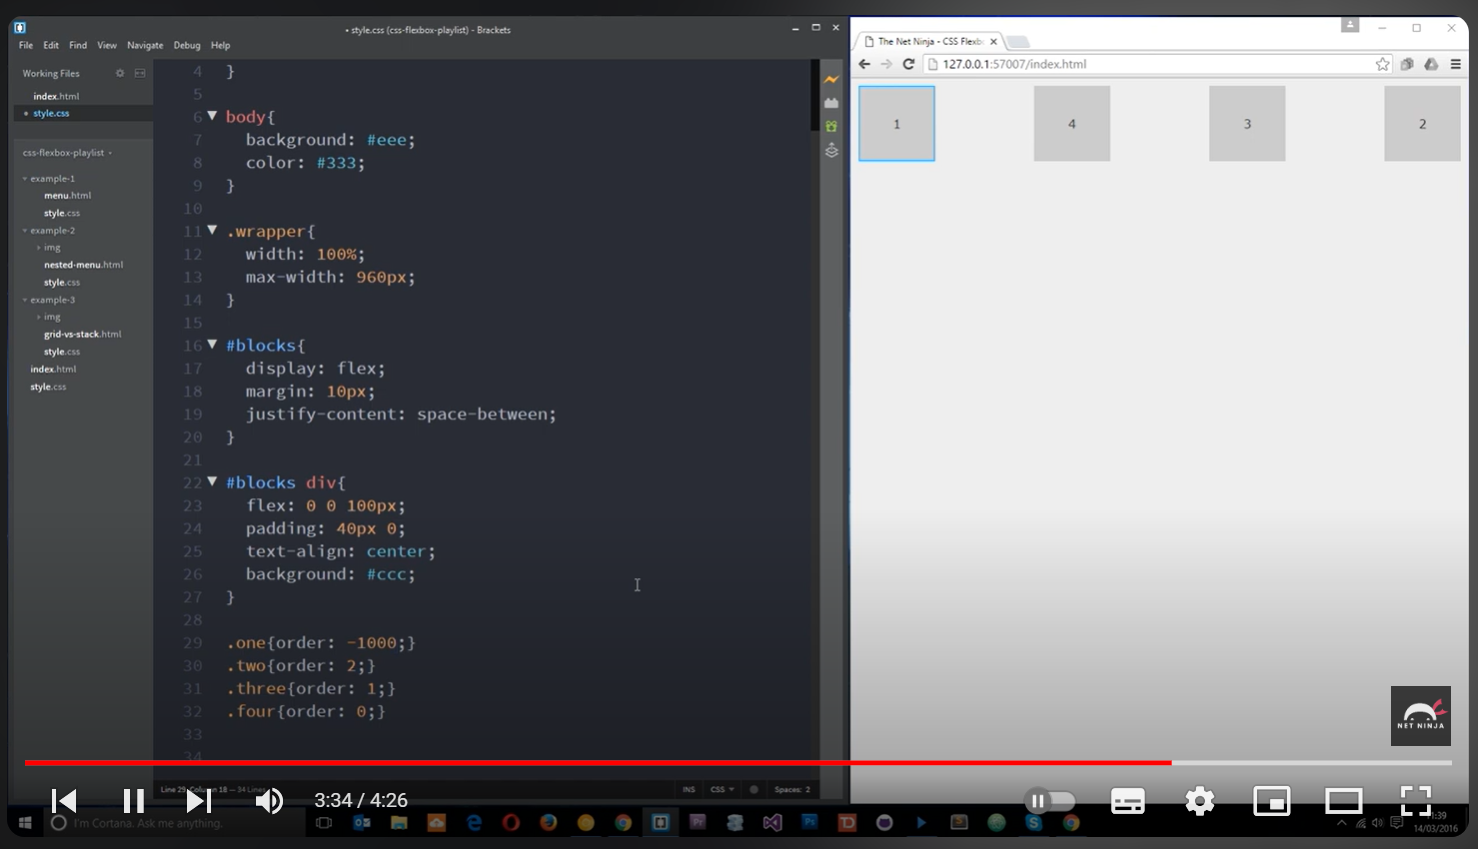 • style.css (css-flexbox-playlist) - Brackets
File Edit Find View Navigate Debug Help
Working Files
index.html
• style.css
css-flexbox-playlist
example-1
menu.html
style.css
example-2
img
nested-menu.html
style.css
example-3
img
grid-vs-stack.html
style.css
index.html
style.css
4 }
5
6 body{
7 background: #eee;
8 color: #333;
9 }
10
11 .wrapper{
12 width: 100%;
13 max-width: 960px;
14 }
15
16 #blocks{
17 display: flex;
18 margin: 10px;
19 justify-content: space-between;
20 }
21
22 #blocks div{
23 flex: 0 0 100px;
24 padding: 40px 0;
25 text-align: center;
26 background: #ccc;
27 }
28
29 .one{order: -1000;}
30 .two{order: 2;}
31 .three{order: 1;}
32 .four{order: 0;}
33
34
Line 29, Column 18 — 34 Lines
INS CSS Spaces: 2
The Net Ninja - CSS Flexb
127.0.0.1:57007/index.html
1 4 3 2
NET NINJA
3:34 / 4:26
I'm Cortana. Ask me anything.
14/03/2016